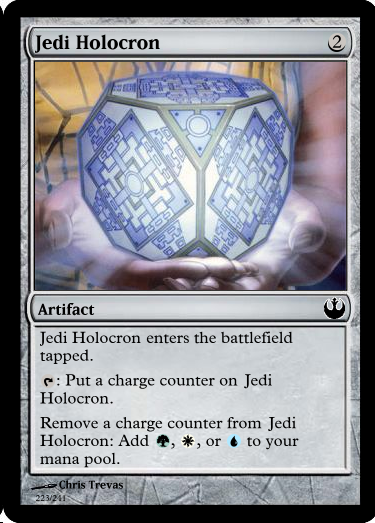 Jedi Holocron 2
Artifact
Jedi Holocron enters the battlefield
tapped.
: Put a charge counter on Jedi
Holocron.
Remove a charge counter from Jedi
Holocron: Add , , or to your
mana pool.
Chris Trevas
223/241